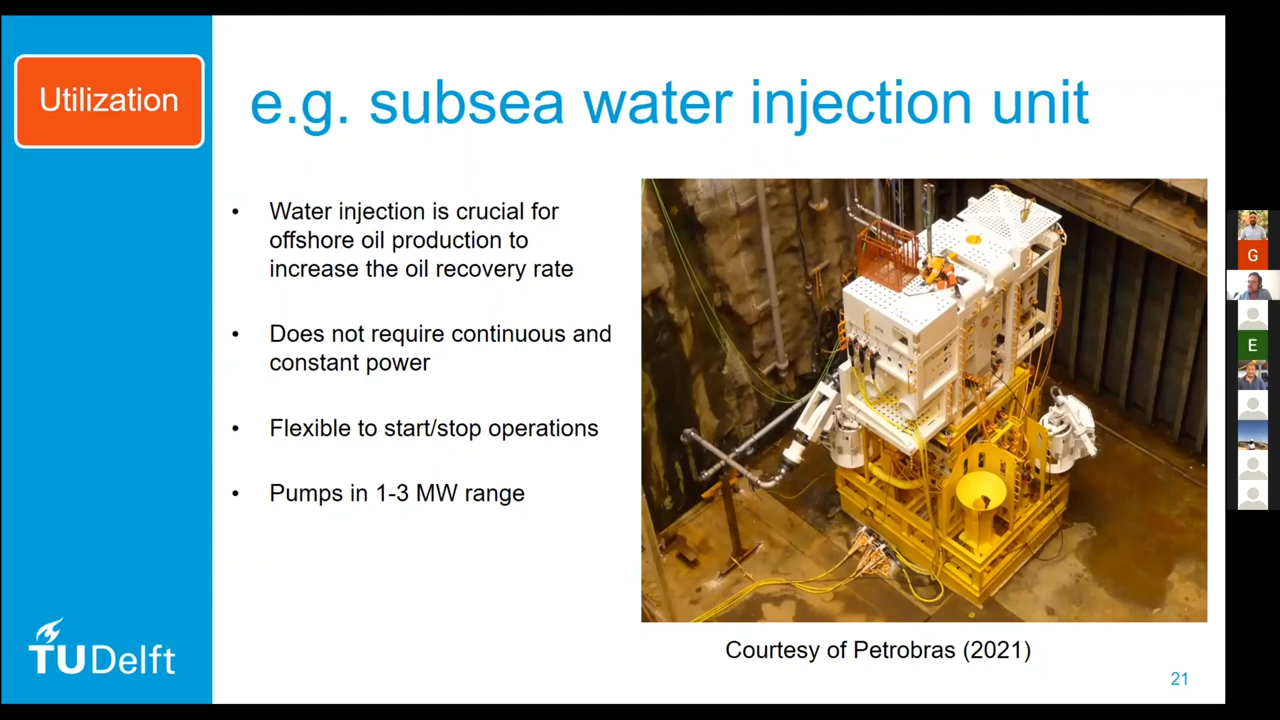 Utilization
e.g. subsea water injection unit
• Water injection is crucial for
offshore oil production to
increase the oil recovery rate
• Does not require continuous and
constant power
• Flexible to start/stop operations
• Pumps in 1-3 MW range
Courtesy of Petrobras (2021)
TUDelft
21
G
E